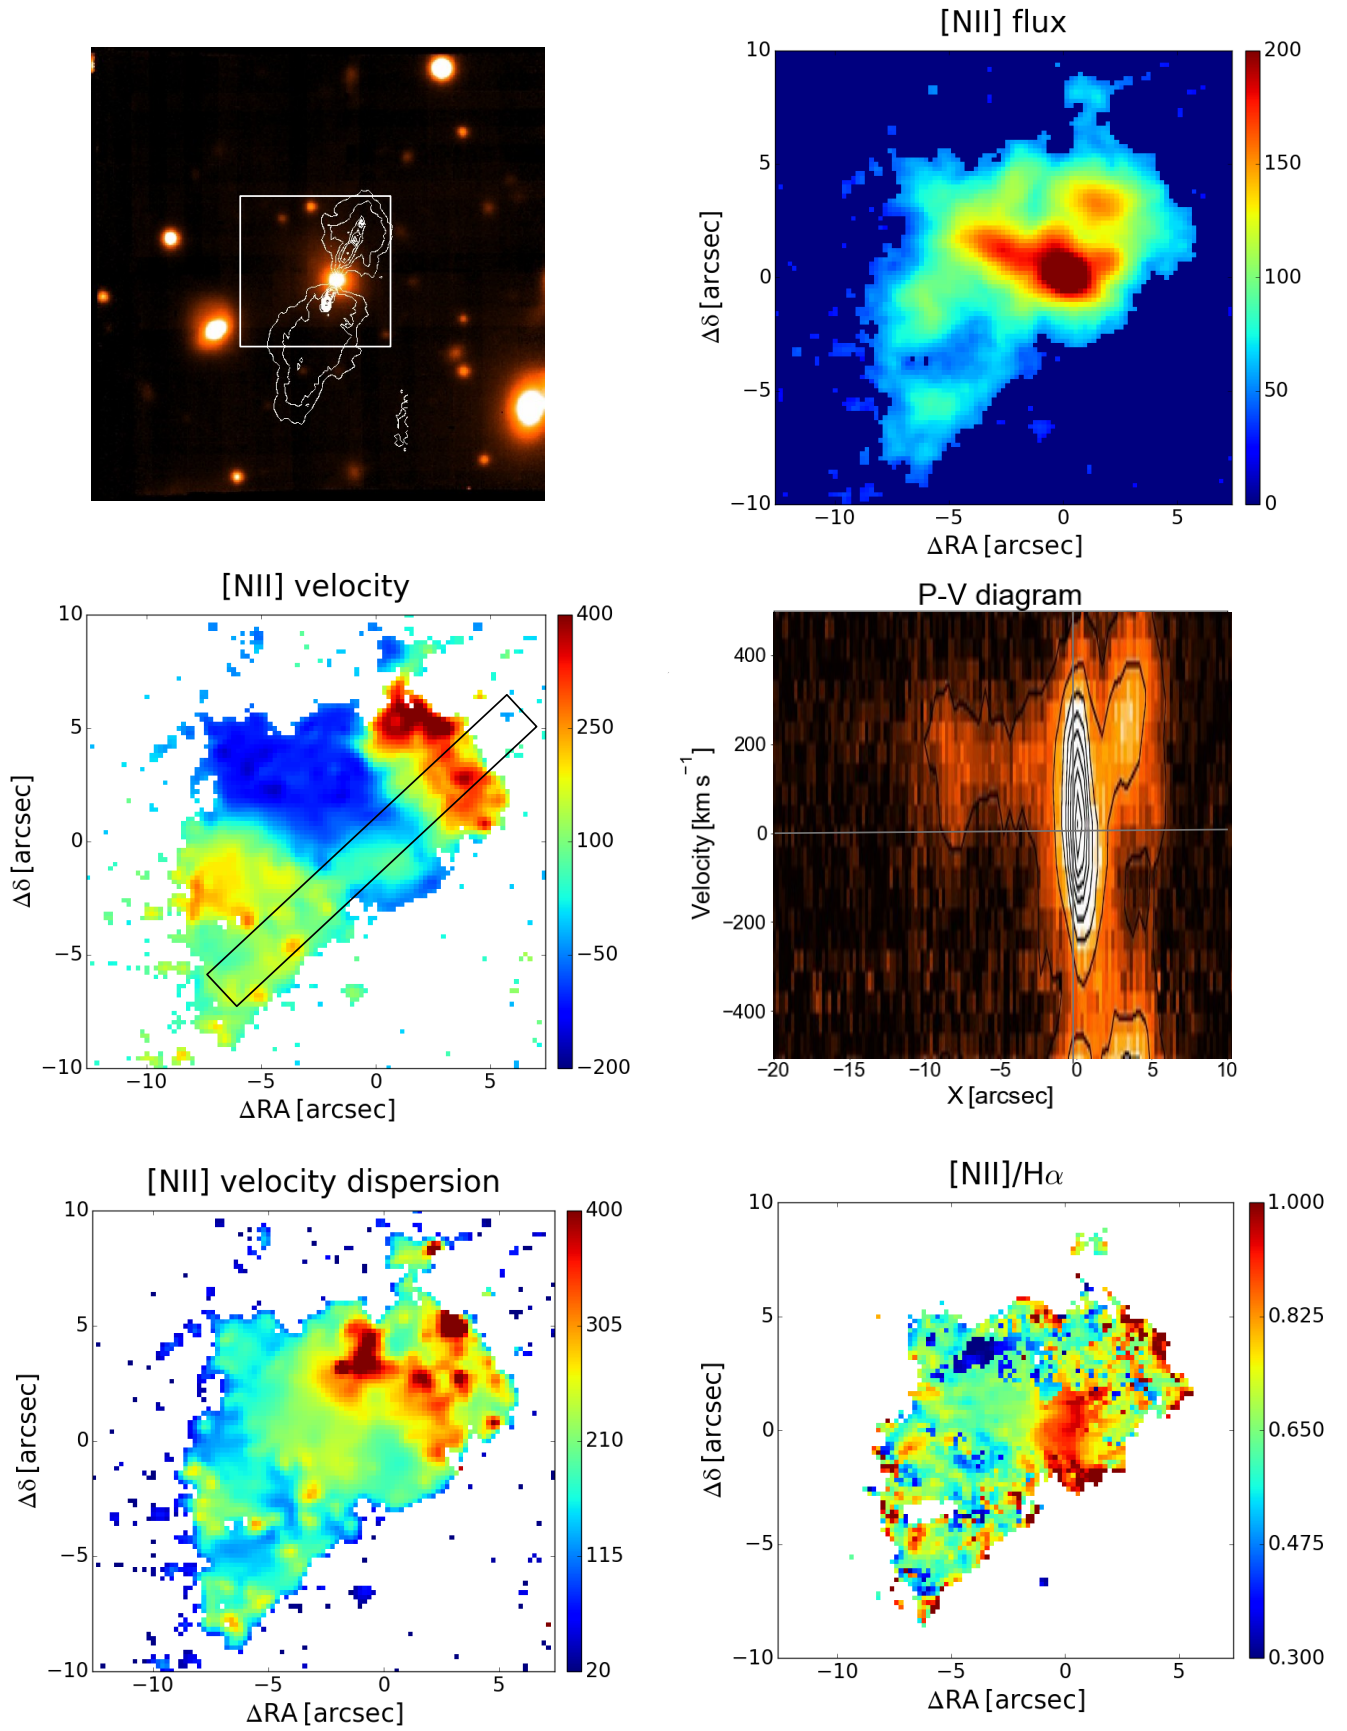 [NII] flux
10
5
0
−5
−10
Δδ [arcsec]
−10 −5 0 5
ΔRA [arcsec]
200
150
100
50
0
[NII] velocity
10
5
0
−5
−10
Δδ [arcsec]
−10 −5 0 5
ΔRA [arcsec]
400
250
100
−50
−200
P-V diagram
400
200
0
−200
−400
Velocity [km s⁻¹]
−20 −15 −10 −5 0 5 10
X [arcsec]
[NII] velocity dispersion
10
5
0
−5
−10
Δδ [arcsec]
−10 −5 0 5
ΔRA [arcsec]
400
305
210
115
20
[NII]/Hα
10
5
0
−5
−10
Δδ [arcsec]
−10 −5 0 5
ΔRA [arcsec]
1.000
0.825
0.650
0.475
0.300